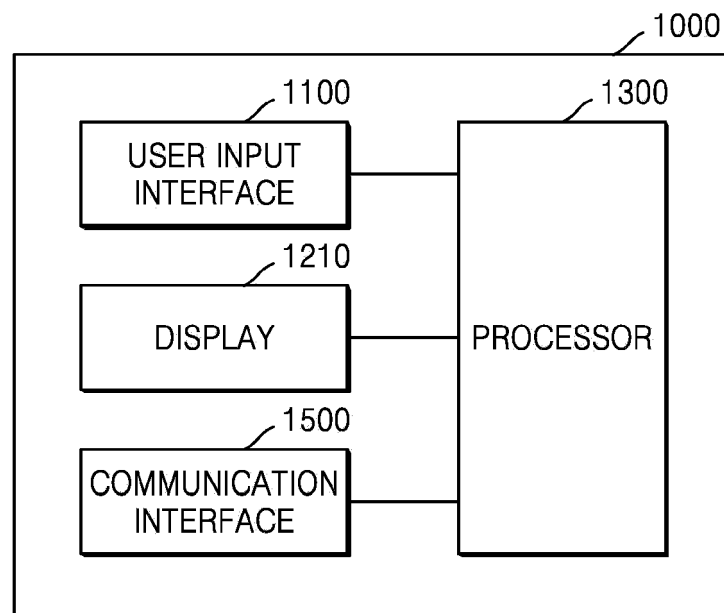 1000
1100
1300
USER INPUT
INTERFACE
1210
DISPLAY
PROCESSOR
1500
COMMUNICATION
INTERFACE